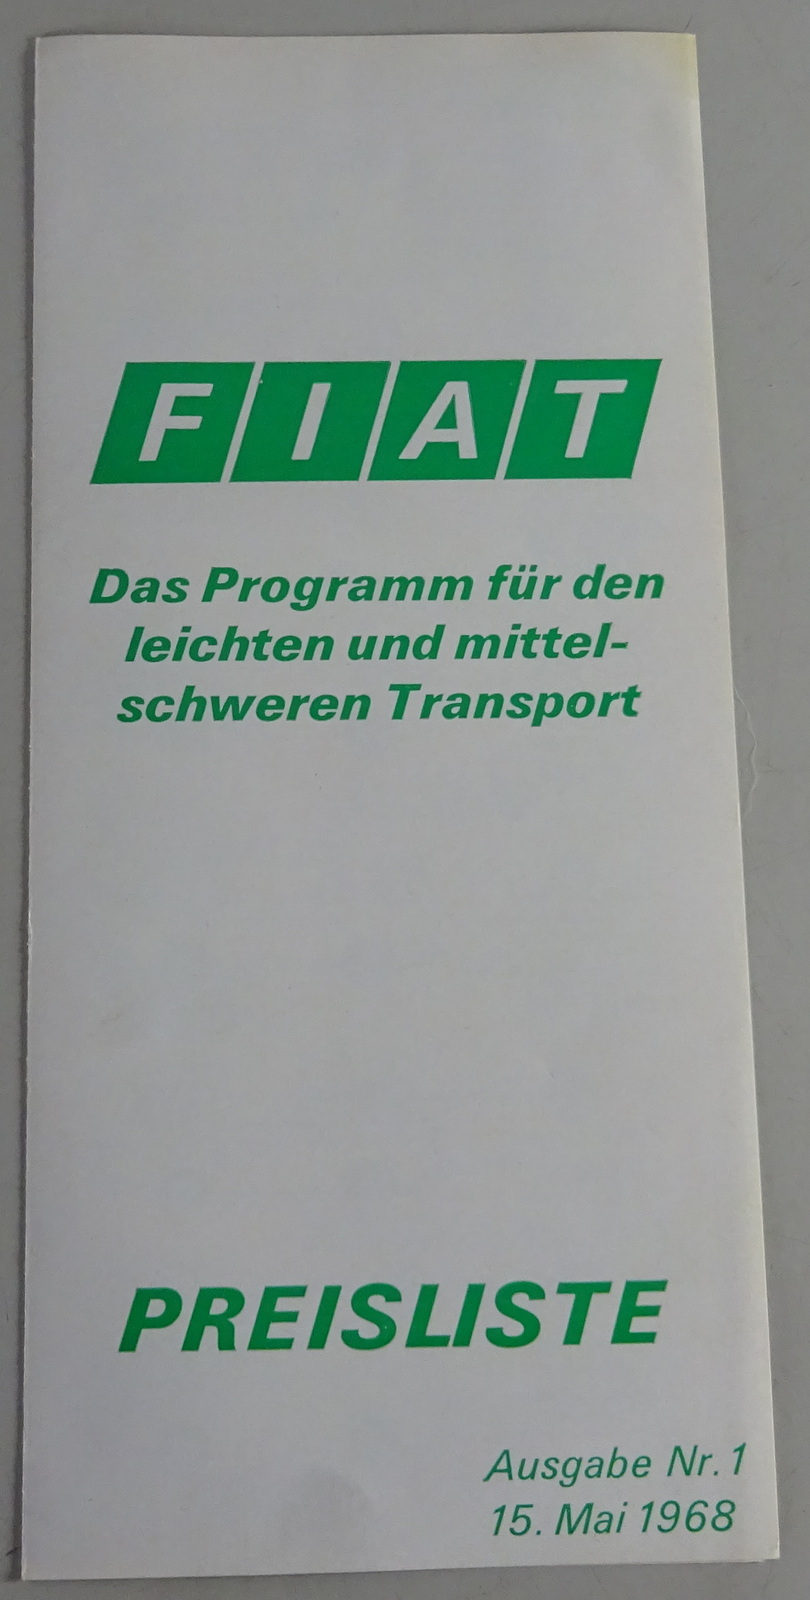 FIAT
Das Programm für den
leichten und mittel-
schweren Transport
PREISLISTE
Ausgabe Nr. 1
15. Mai 1968